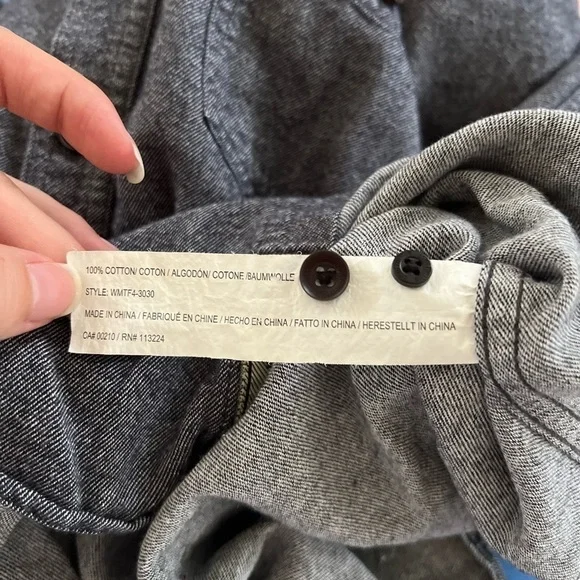 100% COTTON/ COTON / ALGODÓN/ COTONE /BAUMWOLLE
STYLE: WMTF4-3030
MADE IN CHINA / FABRIQUÉ EN CHINE / HECHO EN CHINA / FATTO IN CHINA / HERESTELLT IN CHINA
CA# 00210 / RN# 113224